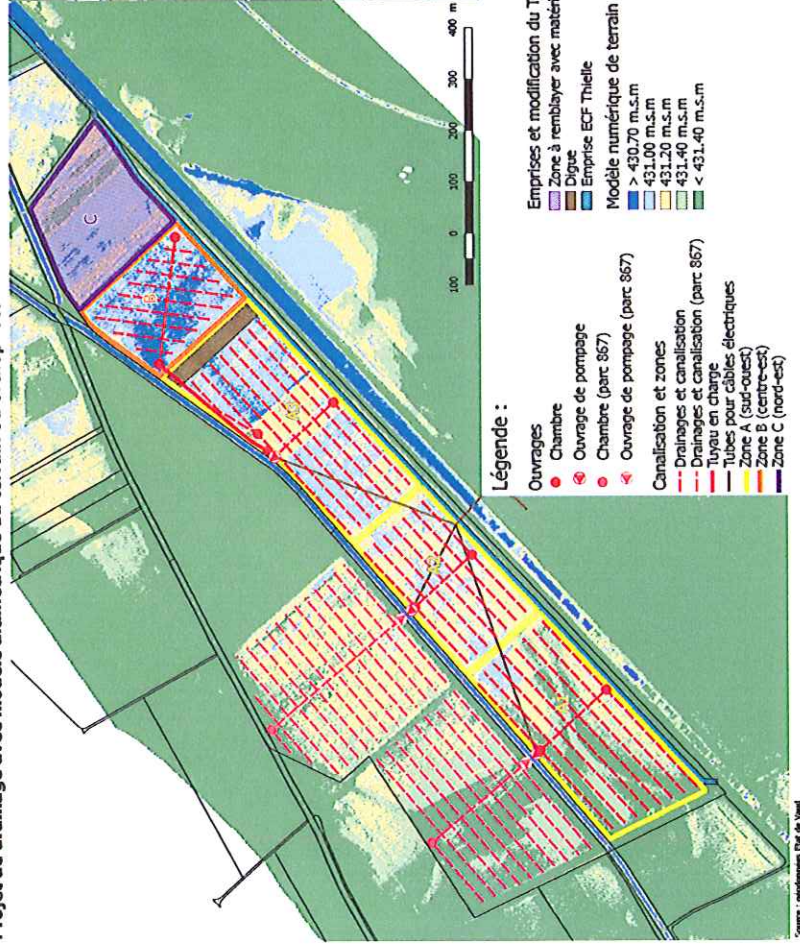 C
B
400 m
300
200
100
0
100
Légende :
Ouvrages
Chambre
Ouvrage de pompage
Chambre (parc 867)
Ouvrage de pompage (parc 867)
Canalisation et zones
Drainages et canalisation
Drainages et canalisation (parc 867)
Tuyau en charge
Tubes pour câbles électriques
Zone A (sud-ouest)
Zone B (centre-est)
Zone C (nord-est)
Emprises et modification du T
Zone à remblayer avec matéri
Digue
Emprise ECF Thielle
Modèle numérique de terrain
> 430.70 m.s.m
431.00 m.s.m
431.20 m.s.m
431.40 m.s.m
< 431.40 m.s.m